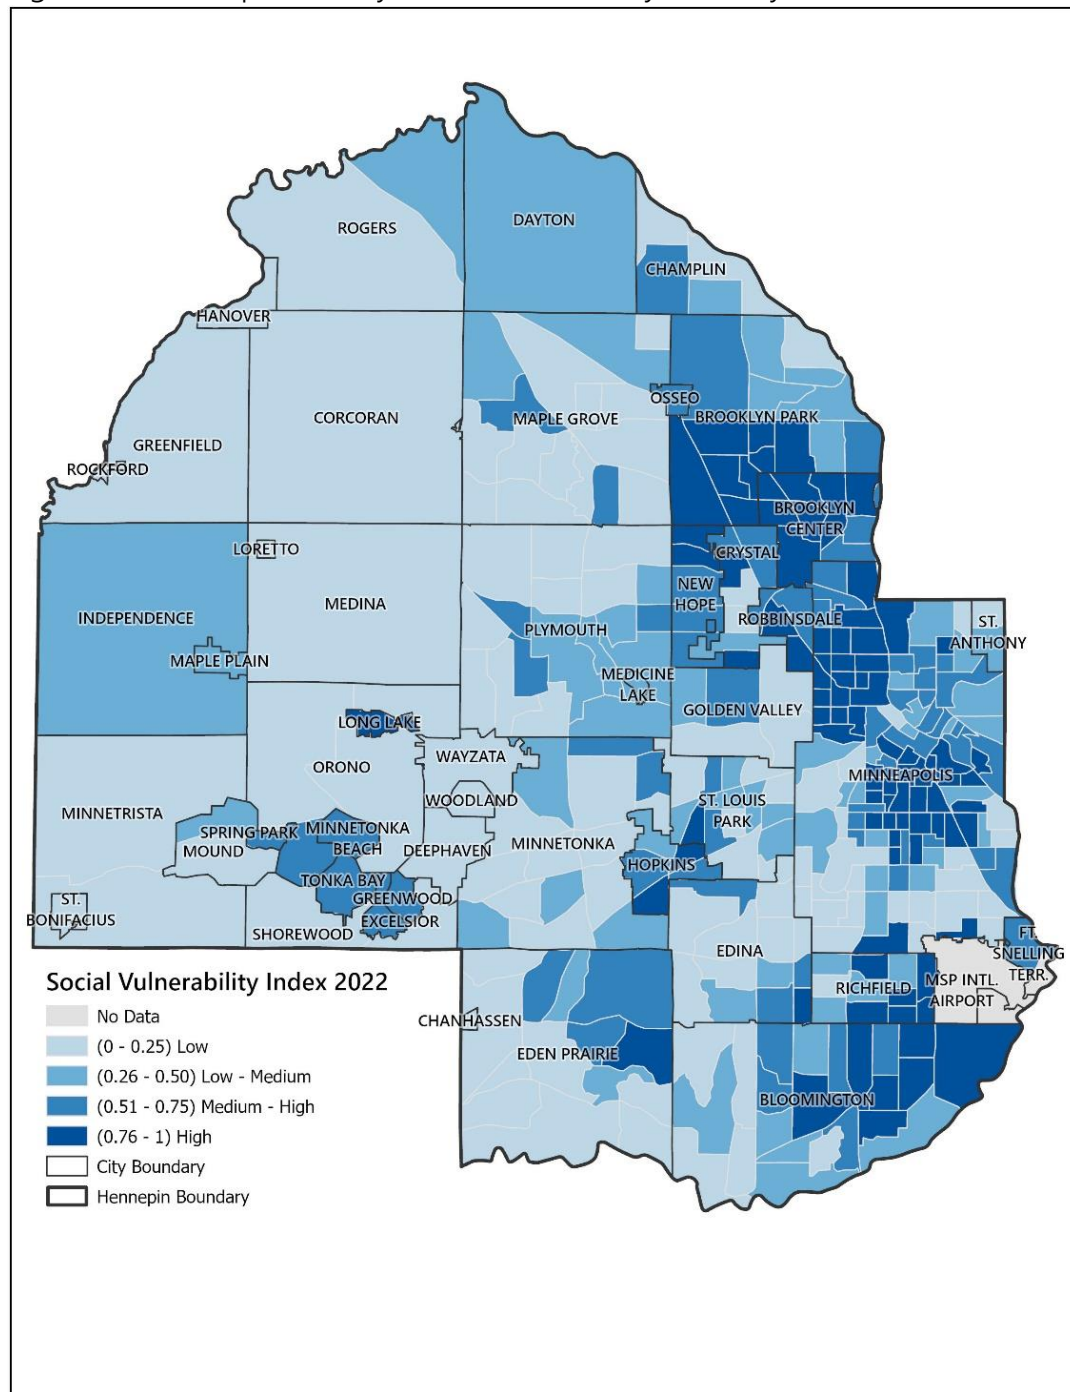 ROGERS
DAYTON
CHAMPLIN
HANOVER
OSSEO
CORCORAN
MAPLE GROVE
BROOKLYN PARK
GREENFIELD
ROCKFORD
BROOKLYN
CENTER
LORETTO
CRYSTAL
NEW
HOPE
INDEPENDENCE
MEDINA
PLYMOUTH
ROBBINSDALE
ST.
ANTHONY
MAPLE PLAIN
MEDICINE
LAKE
GOLDEN VALLEY
LONG LAKE
WAYZATA
ORONO
MINNEAPOLIS
WOODLAND
ST. LOUIS
PARK
MINNETRISTA
SPRING PARK
MINNETONKA
BEACH
MOUND
DEEPHAVEN
MINNETONKA
HOPKINS
TONKA BAY
GREENWOOD
EXCELSIOR
ST.
BONIFACIUS
SHOREWOOD
EDINA
FT.
SNELLING
TERR.
RICHFIELD
MSP INTL.
AIRPORT
CHANHASSEN
EDEN PRAIRIE
BLOOMINGTON
Social Vulnerability Index 2022
No Data
(0 - 0.25) Low
(0.26 - 0.50) Low - Medium
(0.51 - 0.75) Medium - High
(0.76 - 1) High
City Boundary
Hennepin Boundary